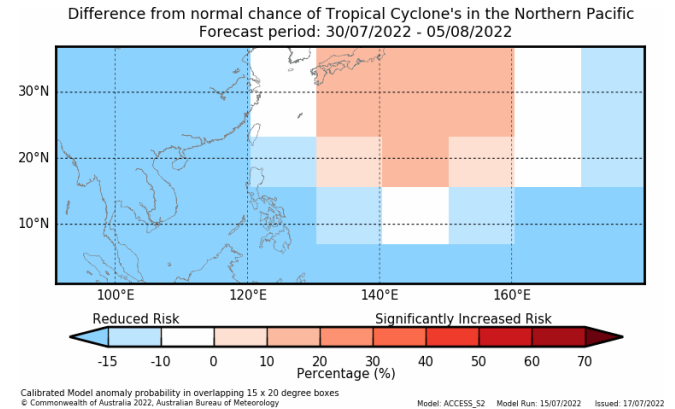 Difference from normal chance of Tropical Cyclone's in the Northern Pacific
Forecast period: 30/07/2022 - 05/08/2022
30°N
20°N
10°N
100°E 120°E 140°E 160°E
Reduced Risk Significantly Increased Risk
-15 -10 0 10 20 30 40 50 60 70
Percentage (%)
Calibrated Model anomaly probability in overlapping 15 x 20 degree boxes
© Commonwealth of Australia 2022, Australian Bureau of Meteorology Model: ACCESS_S2 Model Run: 15/07/2022 Issued: 17/07/2022